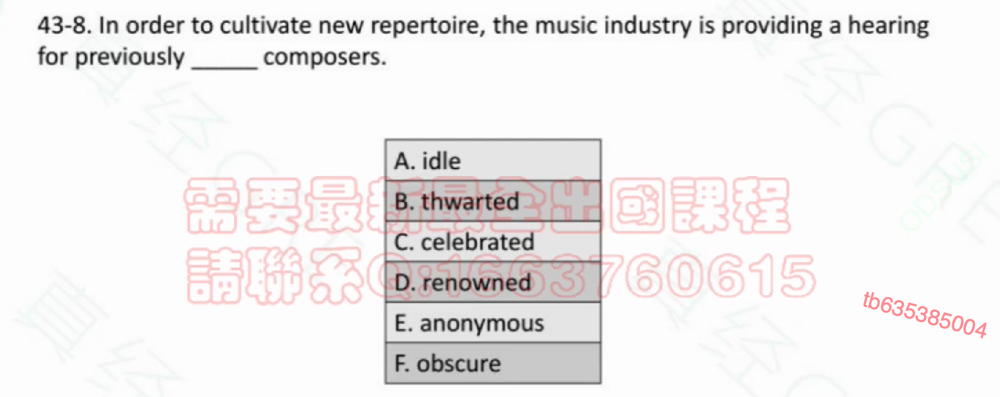 43-8. In order to cultivate new repertoire, the music industry is providing a hearing
for previously _____ composers.
A. idle
B. thwarted
C. celebrated
D. renowned
E. anonymous
F. obscure
需要最新最全出國課程
請聯系Q:1663760615
tb635385004